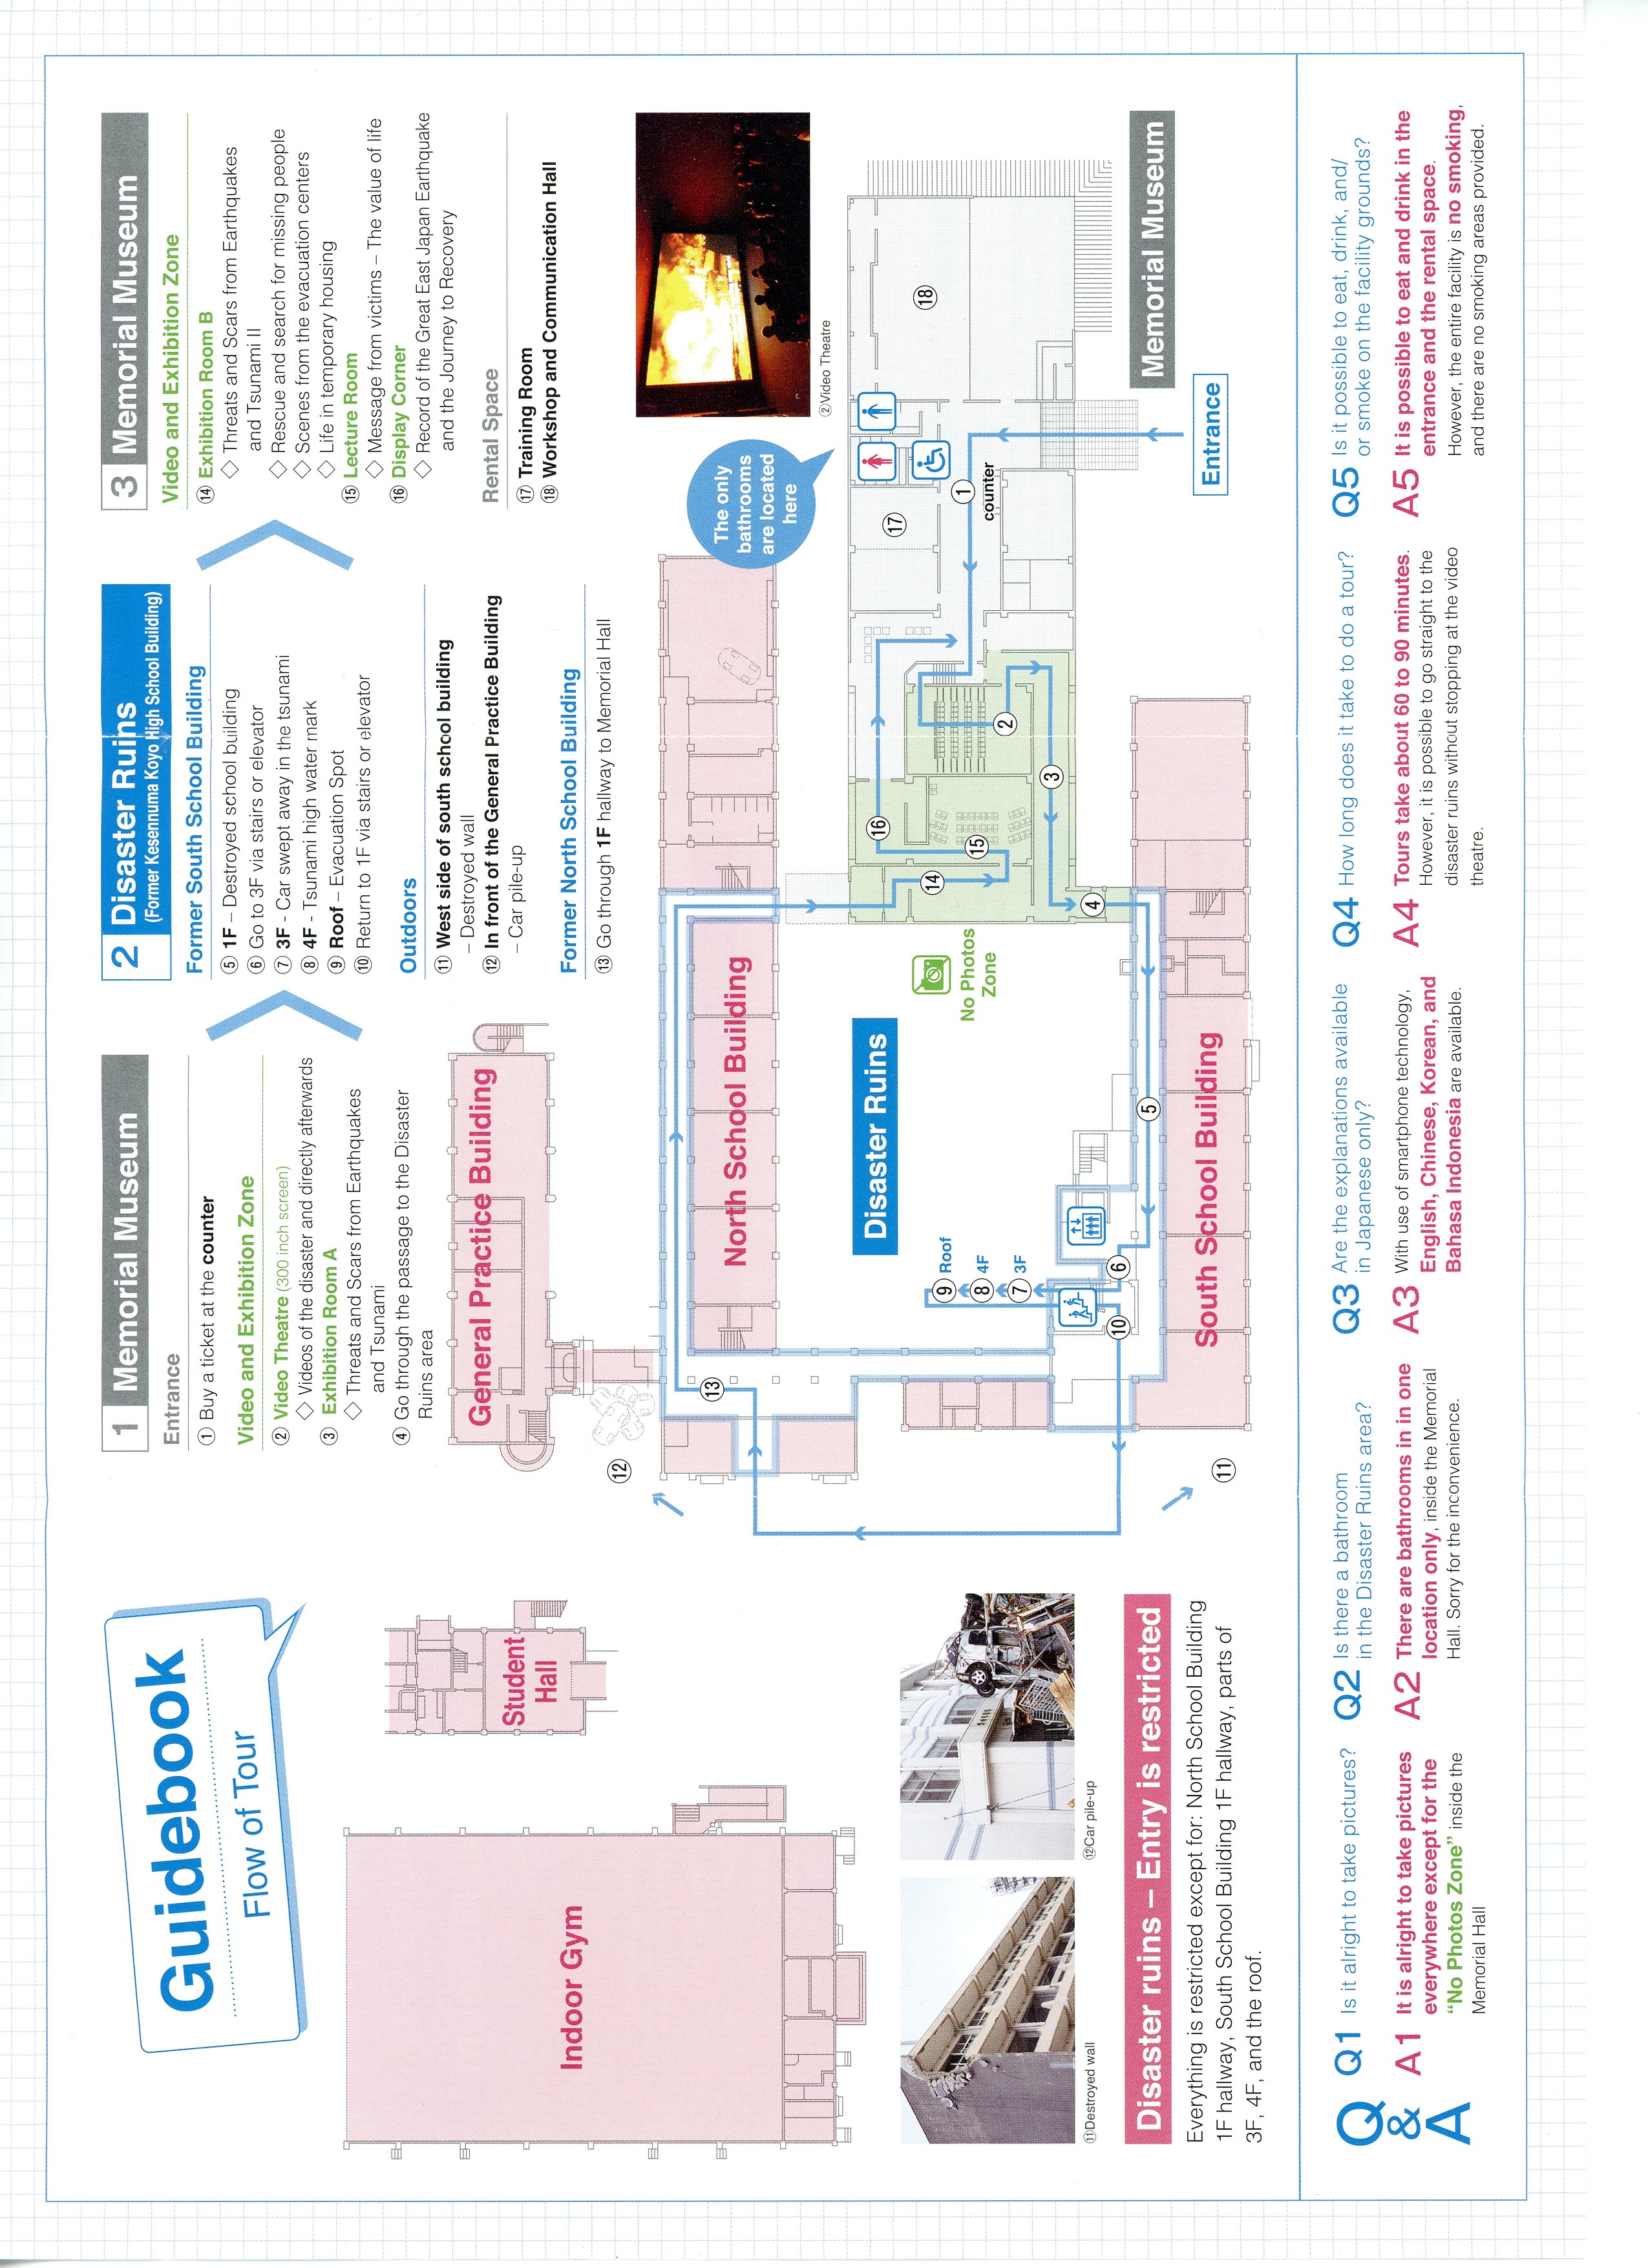 Guidebook
Flow of Tour
1 Memorial Museum
Entrance
① Buy a ticket at the counter
Video and Exhibition Zone
② Video Theatre (300 inch screen)
◇ Videos of the disaster and directly afterwards
③ Exhibition Room A
◇ Threats and Scars from Earthquakes
and Tsunami
④ Go through the passage to the Disaster
Ruins area
2 Disaster Ruins
(Former Kesennuma Koyo High School Building)
Former South School Building
⑤ 1F – Destroyed school building
⑥ Go to 3F via stairs or elevator
⑦ 3F - Car swept away in the tsunami
⑧ 4F - Tsunami high water mark
⑨ Roof – Evacuation Spot
⑩ Return to 1F via stairs or elevator
Outdoors
⑪ West side of south school building
– Destroyed wall
⑫ In front of the General Practice Building
– Car pile-up
Former North School Building
⑬ Go through 1F hallway to Memorial Hall
3 Memorial Museum
Video and Exhibition Zone
⑭ Exhibition Room B
◇ Threats and Scars from Earthquakes
and Tsunami II
◇ Rescue and search for missing people
◇ Scenes from the evacuation centers
◇ Life in temporary housing
⑮ Lecture Room
◇ Message from victims – The value of life
⑯ Display Corner
◇ Record of the Great East Japan Earthquake
and the Journey to Recovery
Rental Space
⑰ Training Room
⑱ Workshop and Communication Hall
Indoor Gym
Student
Hall
General Practice Building
⑫
⑬
North School Building
The only
bathrooms
are located
here
②Video Theatre
Disaster Ruins
No Photos
Zone
⑨ Roof
⑧ 4F
⑦ 3F
⑩
⑥
⑤
④
③
②
①
counter
⑭
⑮
⑯
⑰
⑱
⑪
South School Building
Memorial Museum
Entrance
⑪Destroyed wall
⑫Car pile-up
Disaster ruins – Entry is restricted
Everything is restricted except for: North School Building
1F hallway, South School Building 1F hallway, parts of
3F, 4F, and the roof.
Q
&
A
Q1 Is it alright to take pictures?
A1 It is alright to take pictures
everywhere except for the
“No Photos Zone” inside the
Memorial Hall
Q2 Is there a bathroom
in the Disaster Ruins area?
A2 There are bathrooms in in one
location only, inside the Memorial
Hall. Sorry for the inconvenience.
Q3 Are the explanations available
in Japanese only?
A3 With use of smartphone technology,
English, Chinese, Korean, and
Bahasa Indonesia are available.
Q4 How long does it take to do a tour?
A4 Tours take about 60 to 90 minutes.
However, it is possible to go straight to the
disaster ruins without stopping at the video
theatre.
Q5 Is it possible to eat, drink, and/
or smoke on the facility grounds?
A5 It is possible to eat and drink in the
entrance and the rental space.
However, the entire facility is no smoking,
and there are no smoking areas provided.